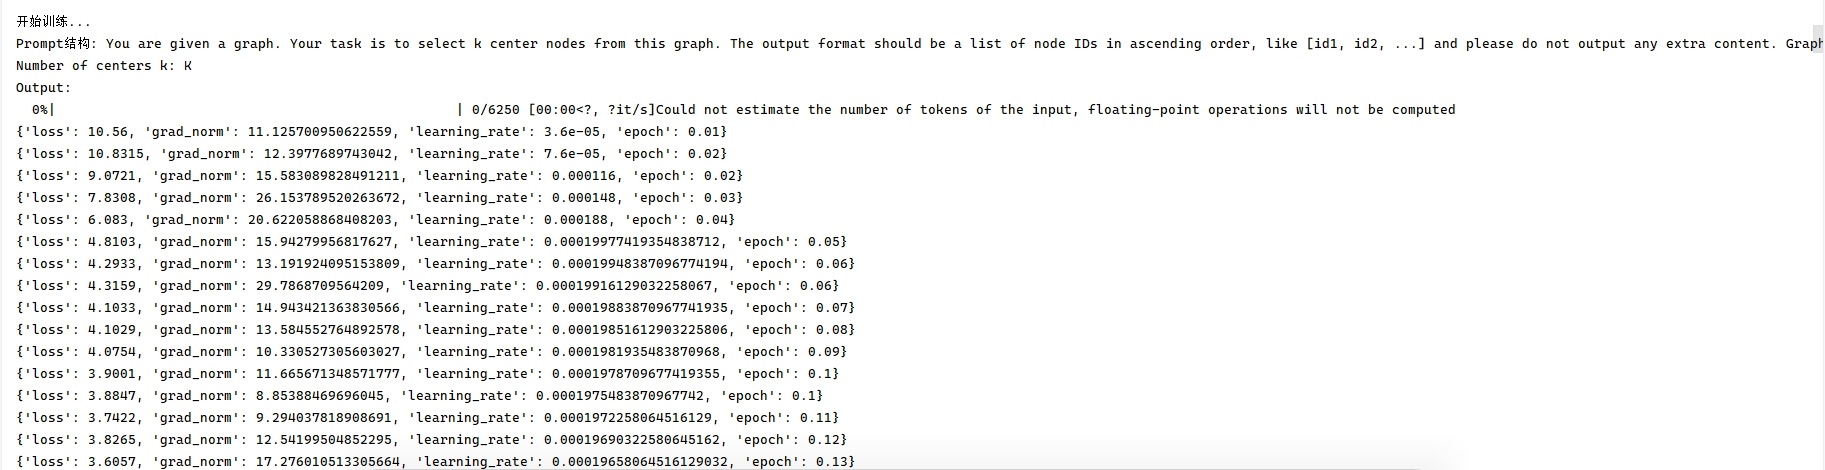 开始训练...
Prompt结构: You are given a graph. Your task is to select k center nodes from this graph. The output format should be a list of node IDs in ascending order, like [id1, id2, ...] and please do not output any extra content. Graph
Number of centers k: K
Output:
0%| | 0/6250 [00:00<?, ?it/s]Could not estimate the number of tokens of the input, floating-point operations will not be computed
{'loss': 10.56, 'grad_norm': 11.125700950622559, 'learning_rate': 3.6e-05, 'epoch': 0.01}
{'loss': 10.8315, 'grad_norm': 12.3977689743042, 'learning_rate': 7.6e-05, 'epoch': 0.02}
{'loss': 9.0721, 'grad_norm': 15.583089828491211, 'learning_rate': 0.000116, 'epoch': 0.02}
{'loss': 7.8308, 'grad_norm': 26.153789520263672, 'learning_rate': 0.000148, 'epoch': 0.03}
{'loss': 6.083, 'grad_norm': 20.622058868408203, 'learning_rate': 0.000188, 'epoch': 0.04}
{'loss': 4.8103, 'grad_norm': 15.94279956817627, 'learning_rate': 0.00019977419354838712, 'epoch': 0.05}
{'loss': 4.2933, 'grad_norm': 13.191924095153809, 'learning_rate': 0.00019948387096774194, 'epoch': 0.06}
{'loss': 4.3159, 'grad_norm': 29.7868709564209, 'learning_rate': 0.00019916129032258067, 'epoch': 0.06}
{'loss': 4.1033, 'grad_norm': 14.943421363830566, 'learning_rate': 0.00019883870967741935, 'epoch': 0.07}
{'loss': 4.1029, 'grad_norm': 13.584552764892578, 'learning_rate': 0.00019851612903225806, 'epoch': 0.08}
{'loss': 4.0754, 'grad_norm': 10.330527305603027, 'learning_rate': 0.0001981935483870968, 'epoch': 0.09}
{'loss': 3.9001, 'grad_norm': 11.665671348571777, 'learning_rate': 0.0001978709677419355, 'epoch': 0.1}
{'loss': 3.8847, 'grad_norm': 8.85388469696045, 'learning_rate': 0.0001975483870967742, 'epoch': 0.1}
{'loss': 3.7422, 'grad_norm': 9.294037818908691, 'learning_rate': 0.0001972258064516129, 'epoch': 0.11}
{'loss': 3.8265, 'grad_norm': 12.54199504852295, 'learning_rate': 0.00019690322580645162, 'epoch': 0.12}
{'loss': 3.6057, 'grad_norm': 17.276010513305664, 'learning_rate': 0.00019658064516129032, 'epoch': 0.13}